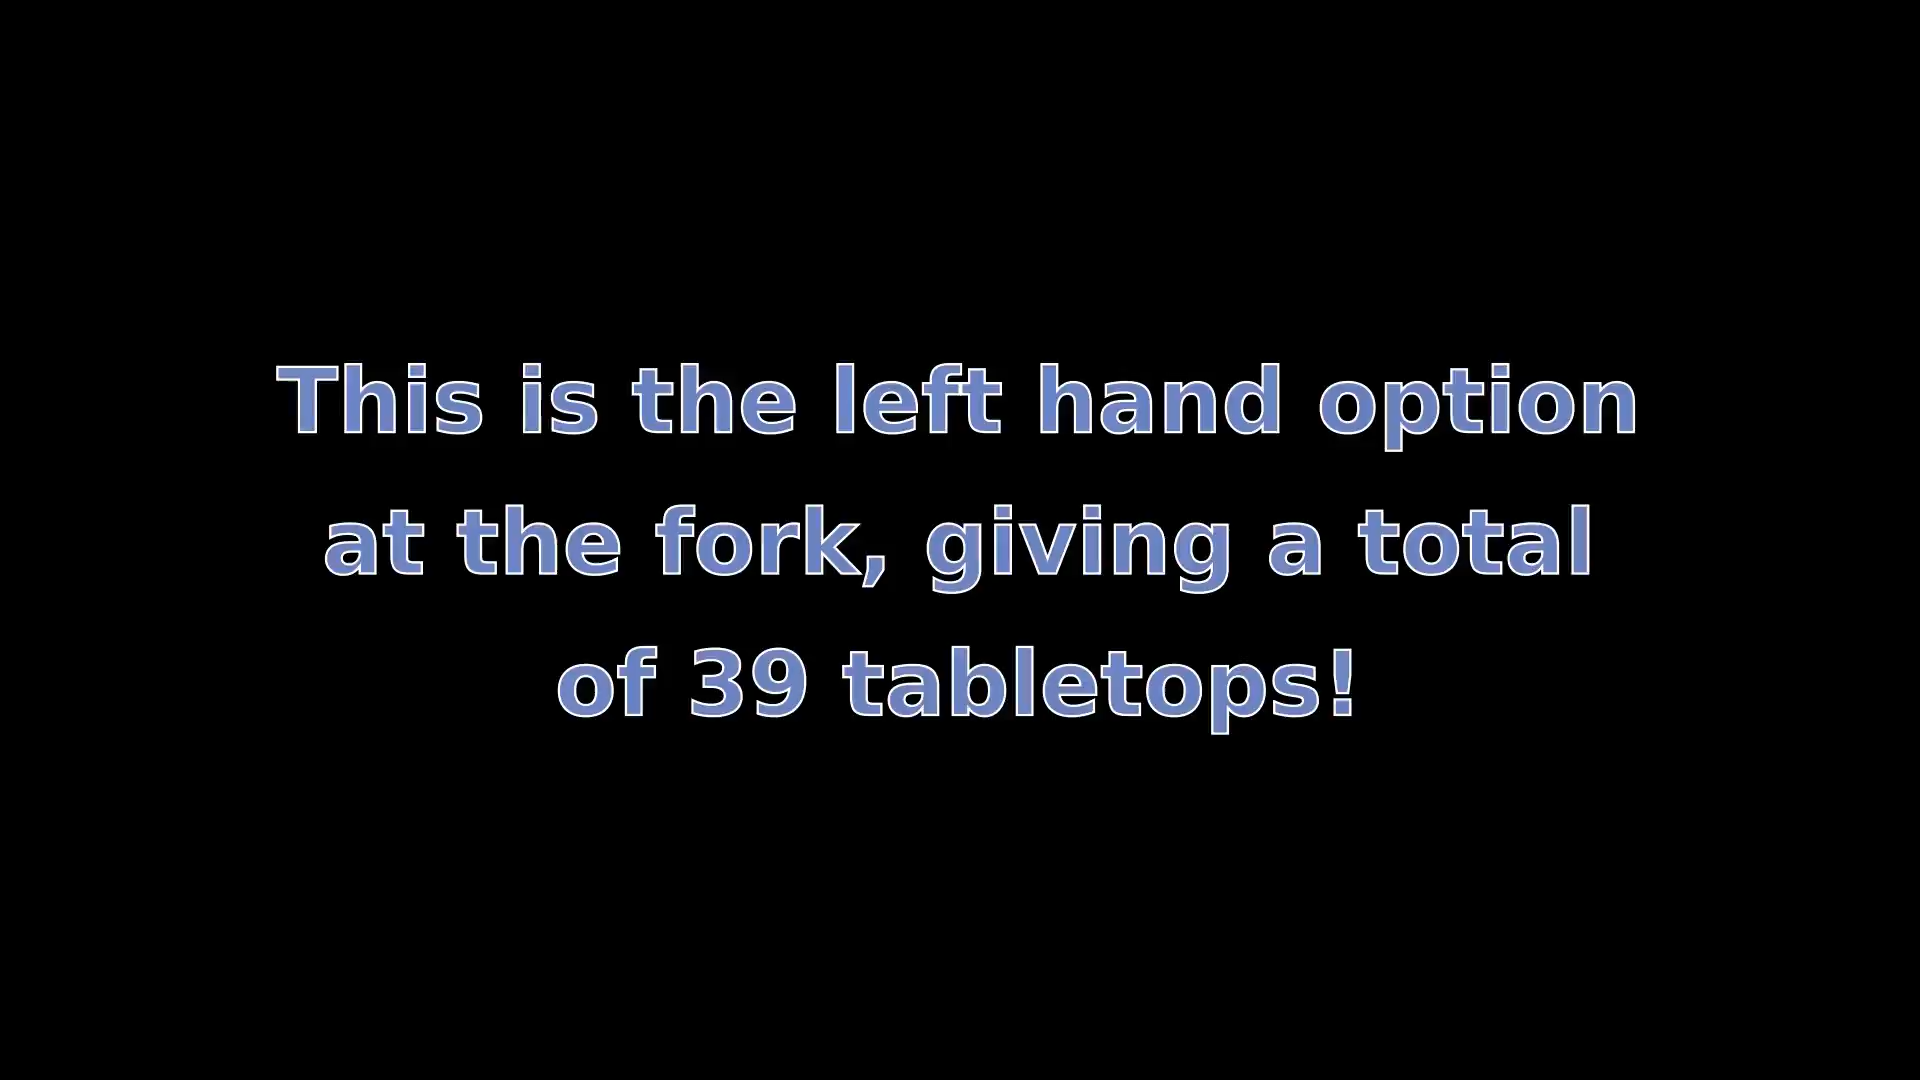 This is the left hand option
at the fork, giving a total
of 39 tabletops!